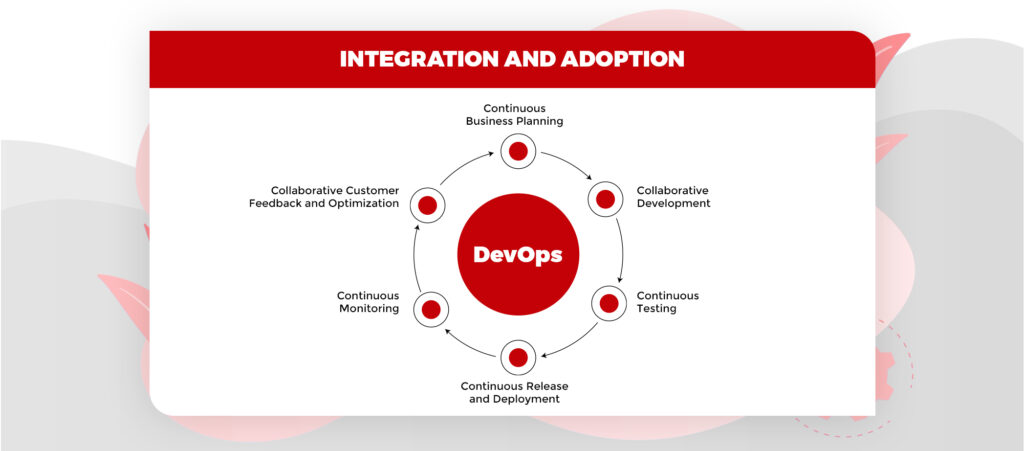 INTEGRATION AND ADOPTION
Continuous
Business Planning
Collaborative
Development
Continuous
Testing
Continuous Release
and Deployment
Continuous
Monitoring
Collaborative Customer
Feedback and Optimization
DevOps